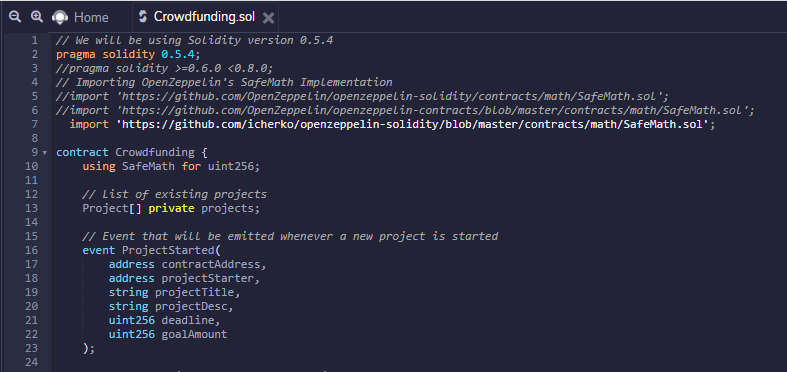 Home Crowdfunding.sol
1 // We will be using Solidity version 0.5.4
2 pragma solidity 0.5.4;
3 //pragma solidity >=0.6.0 <0.8.0;
4 // Importing OpenZeppelin's SafeMath Implementation
5 //import 'https://github.com/OpenZeppelin/openzeppelin-solidity/contracts/math/SafeMath.sol';
6 //import 'https://github.com/OpenZeppelin/openzeppelin-contracts/blob/master/contracts/math/SafeMath.sol';
7 import 'https://github.com/icherko/openzeppelin-solidity/blob/master/contracts/math/SafeMath.sol';
8
9 contract Crowdfunding {
10 using SafeMath for uint256;
11
12 // List of existing projects
13 Project[] private projects;
14
15 // Event that will be emitted whenever a new project is started
16 event ProjectStarted(
17 address contractAddress,
18 address projectStarter,
19 string projectTitle,
20 string projectDesc,
21 uint256 deadline,
22 uint256 goalAmount
23 );
24